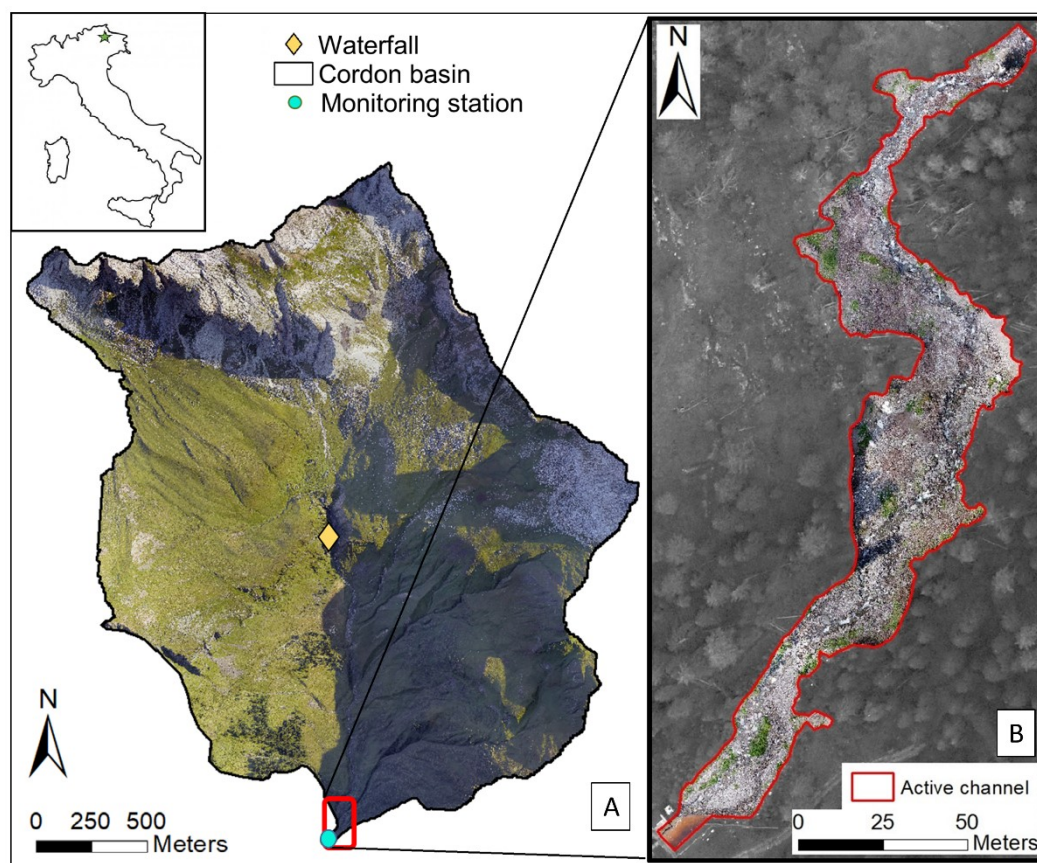 Waterfall
Cordon basin
Monitoring station
N
0 250 500
Meters
A
N
B
Active channel
0 25 50
Meters